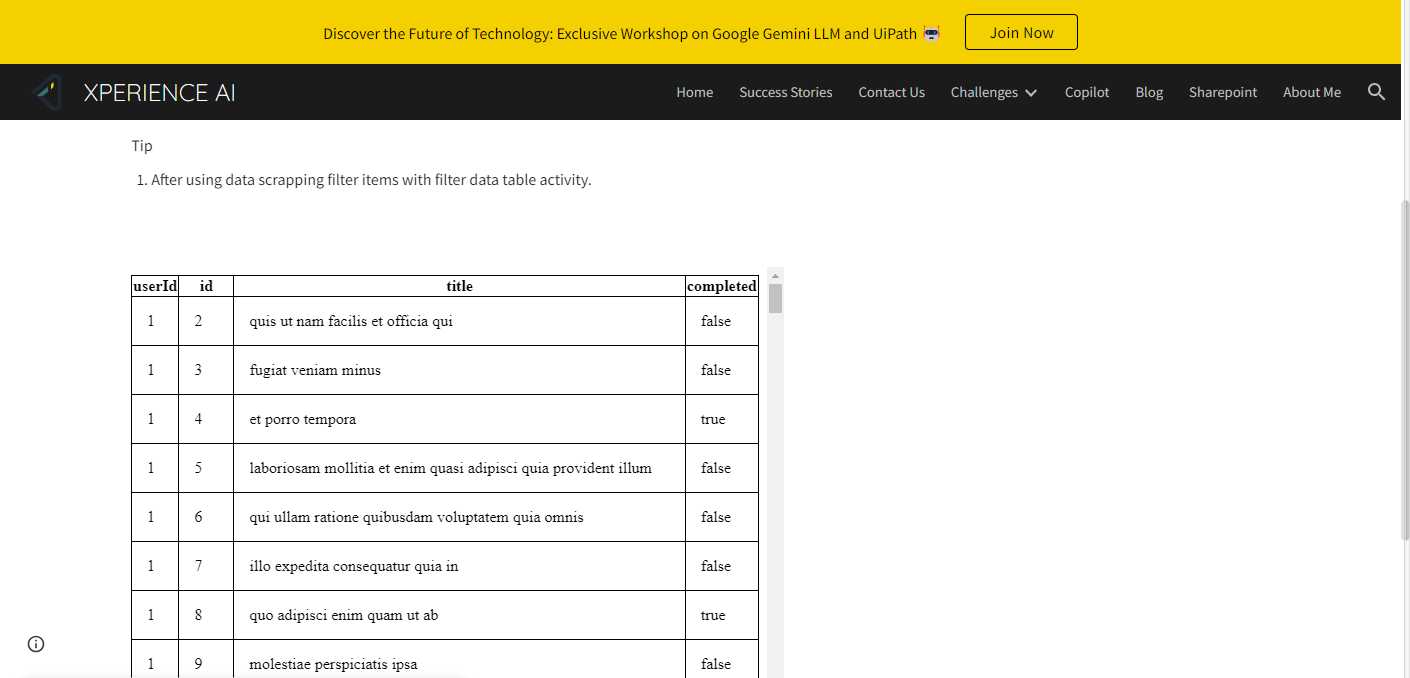 Discover the Future of Technology: Exclusive Workshop on Google Gemini LLM and UiPath 🤖 Join Now
XPERIENCE AI Home Success Stories Contact Us Challenges Copilot Blog Sharepoint About Me
Tip
1. After using data scrapping filter items with filter data table activity.
userId id title completed
1 2 quis ut nam facilis et officia qui false
1 3 fugiat veniam minus false
1 4 et porro tempora true
1 5 laboriosam mollitia et enim quasi adipisci quia provident illum false
1 6 qui ullam ratione quibusdam voluptatem quia omnis false
1 7 illo expedita consequatur quia in false
1 8 quo adipisci enim quam ut ab true
1 9 molestiae perspiciatis ipsa false